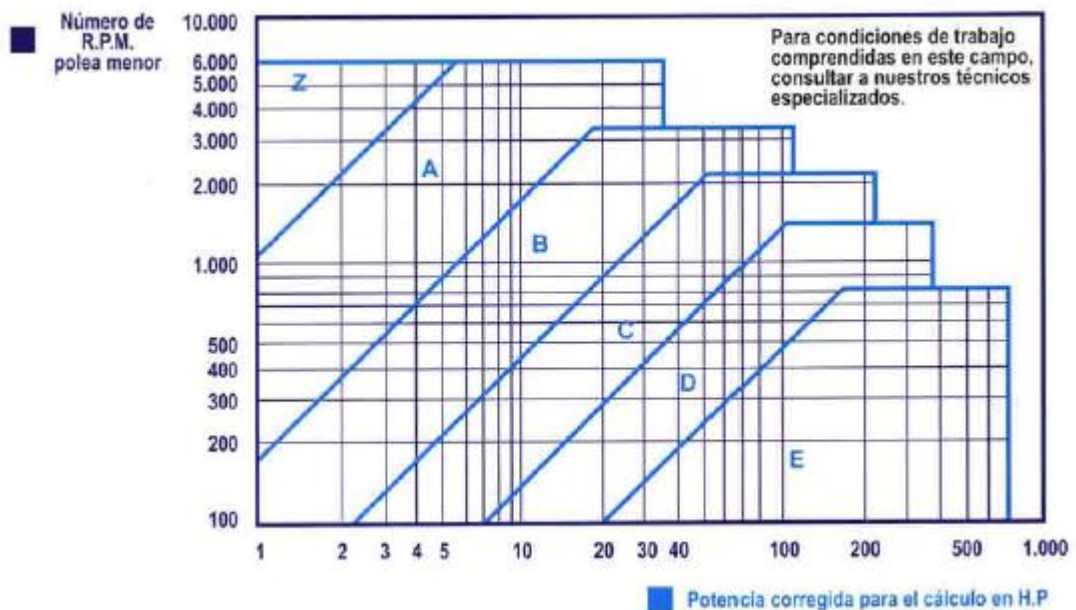 Número de
R.P.M.
polea menor
10.000
6.000
5.000
4.000
3.000
2.000
1.000
500
400
300
200
100
Para condiciones de trabajo
comprendidas en este campo,
consultar a nuestros técnicos
especializados.
Z
A
B
C
D
E
1 2 3 4 5 10 20 30 40 100 200 500 1.000
Potencia corregida para el cálculo en H.P